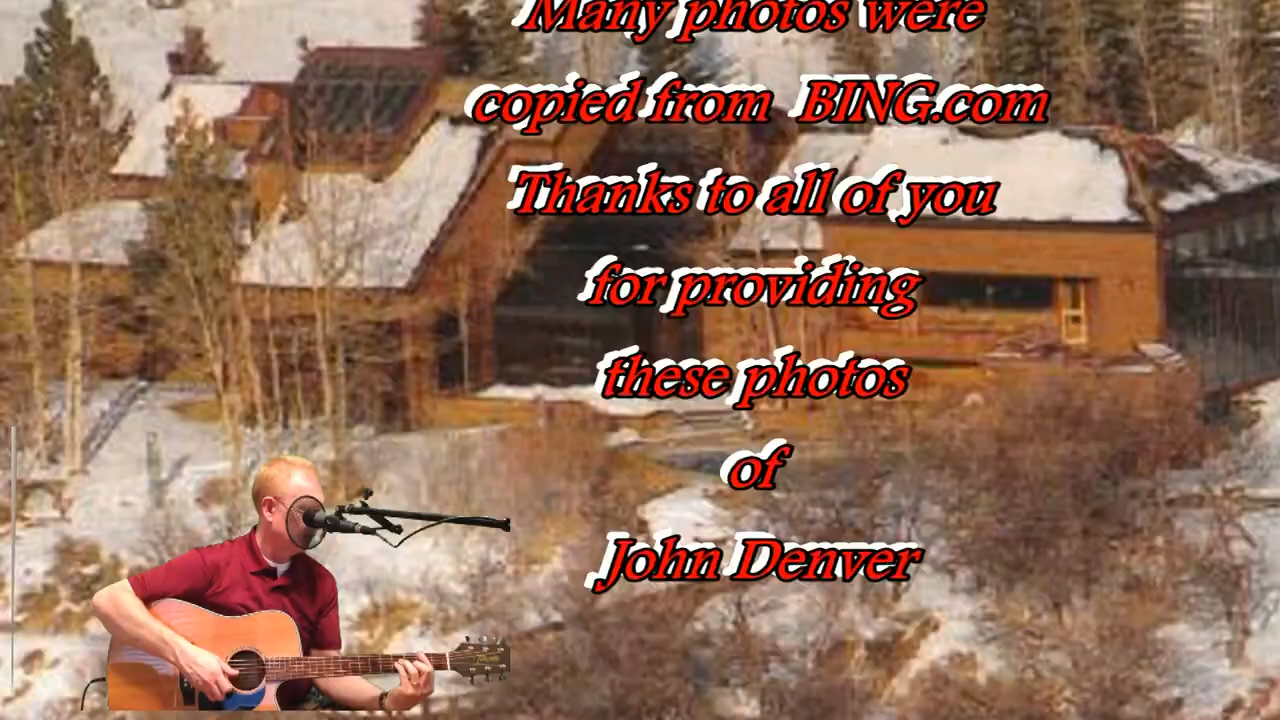 Many photos were
copied from BING.com
Thanks to all of you
for providing
these photos
of
John Denver